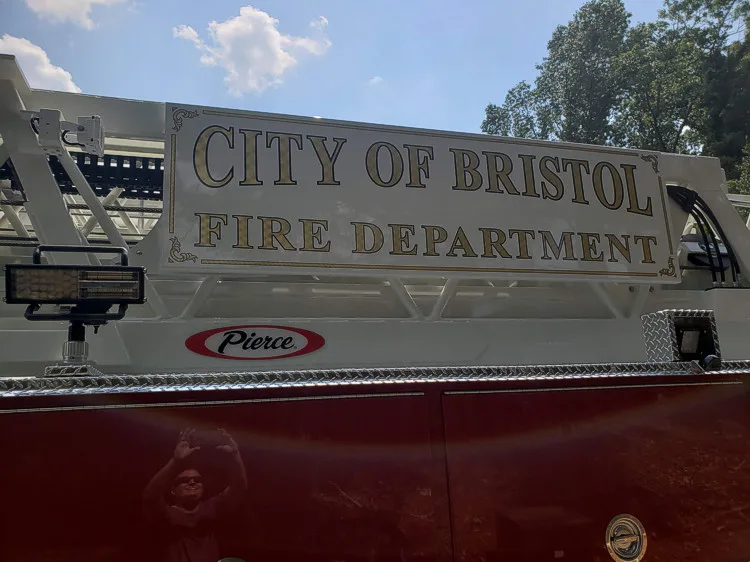 CITY OF BRISTOL
FIRE DEPARTMENT
Pierce